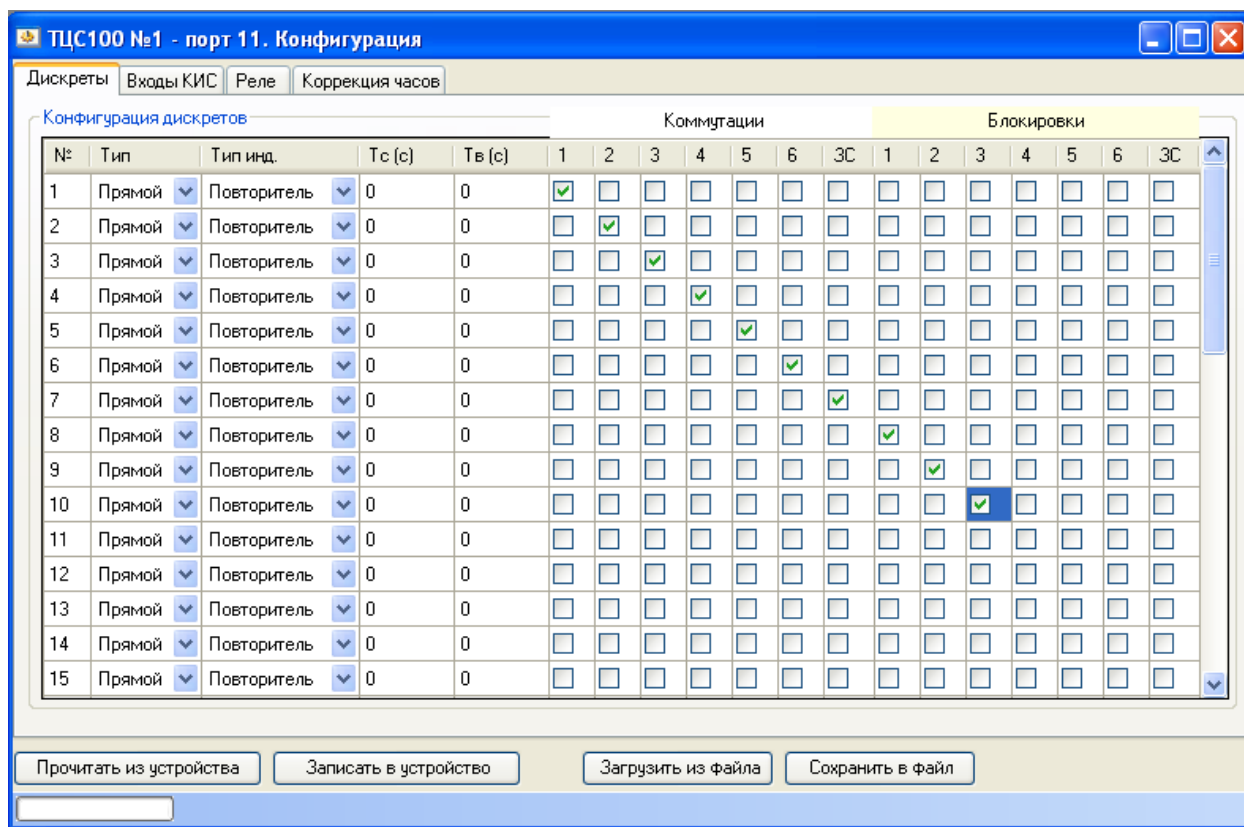 ТЦС100 №1 - порт 11. Конфигурация
Дискреты Входы КИС Реле Коррекция часов
Конфигурация дискретов Коммутации Блокировки
№ Тип Тип инд. Тс (с) Тв (с) 1 2 3 4 5 6 ЗС 1 2 3 4 5 6 ЗС
1 Прямой Повторитель 0 0
2 Прямой Повторитель 0 0
3 Прямой Повторитель 0 0
4 Прямой Повторитель 0 0
5 Прямой Повторитель 0 0
6 Прямой Повторитель 0 0
7 Прямой Повторитель 0 0
8 Прямой Повторитель 0 0
9 Прямой Повторитель 0 0
10 Прямой Повторитель 0 0
11 Прямой Повторитель 0 0
12 Прямой Повторитель 0 0
13 Прямой Повторитель 0 0
14 Прямой Повторитель 0 0
15 Прямой Повторитель 0 0
Прочитать из устройства Записать в устройство Загрузить из файла Сохранить в файл